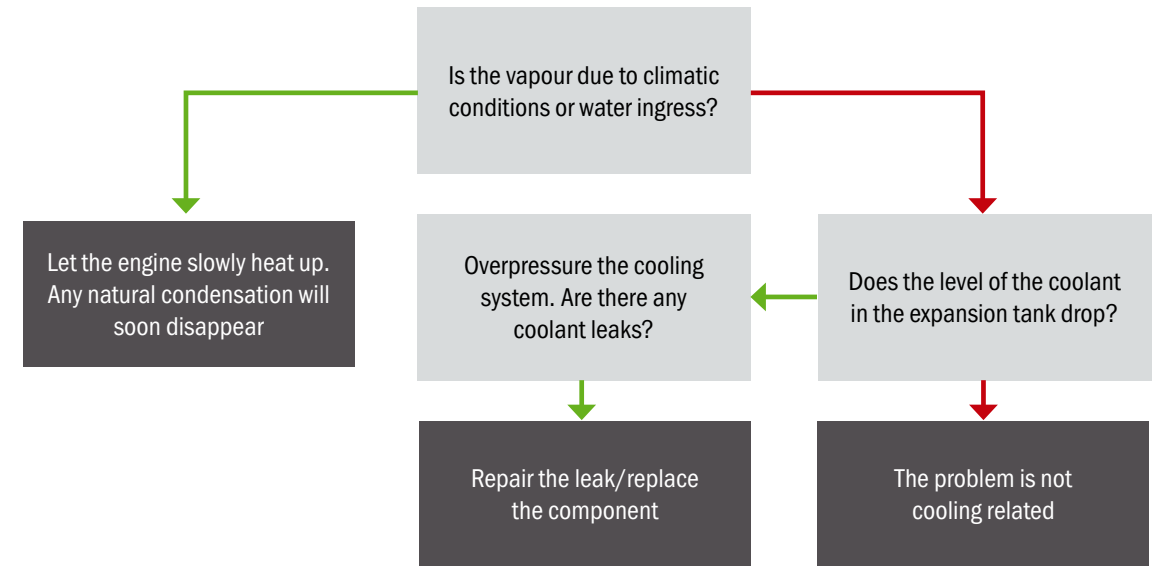 Is the vapour due to climatic
conditions or water ingress?
Let the engine slowly heat up.
Any natural condensation will
soon disappear
Overpressure the cooling
system. Are there any
coolant leaks?
Does the level of the coolant
in the expansion tank drop?
Repair the leak/replace
the component
The problem is not
cooling related